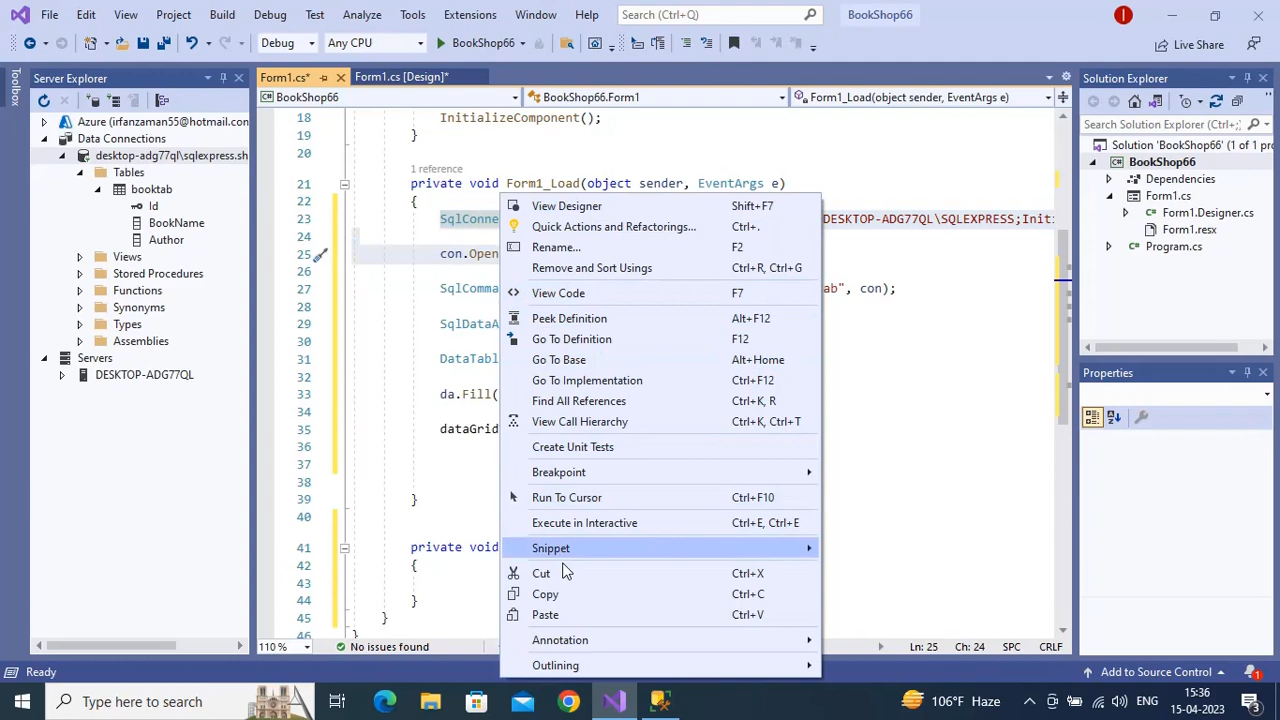 File Edit View Git Project Build Debug Test Analyze Tools Extensions Window Help Search (Ctrl+Q) BookShop66
Debug Any CPU BookShop66 Live Share
Toolbox
Server Explorer
Azure (irfanzaman55@hotmail.con
Data Connections
desktop-adg77ql\sqlexpress.sh
Tables
booktab
Id
BookName
Author
Views
Stored Procedures
Functions
Synonyms
Types
Assemblies
Servers
DESKTOP-ADG77QL
Form1.cs* Form1.cs [Design]*
BookShop66 BookShop66.Form1 Form1_Load(object sender, EventArgs e)
18 InitializeComponent();
19 }
20
1 reference
21 private void Form1_Load(object sender, EventArgs e)
22 {
23 SqlConne DESKTOP-ADG77QL\SQLEXPRESS;Initi
24
25 con.Open
26
27 SqlComma ab", con);
28
29 SqlDataA
30
31 DataTabl
32
33 da.Fill(
34
35 dataGrid
36
37
38
39 }
40
41 private void
42 {
43
44 }
45 }
46 }
View Designer Shift+F7
Quick Actions and Refactorings... Ctrl+.
Rename... F2
Remove and Sort Usings Ctrl+R, Ctrl+G
View Code F7
Peek Definition Alt+F12
Go To Definition F12
Go To Base Alt+Home
Go To Implementation Ctrl+F12
Find All References Ctrl+K, R
View Call Hierarchy Ctrl+K, Ctrl+T
Create Unit Tests
Breakpoint
Run To Cursor Ctrl+F10
Execute in Interactive Ctrl+E, Ctrl+E
Snippet
Cut Ctrl+X
Copy Ctrl+C
Paste Ctrl+V
Annotation
Outlining
110 % No issues found Ln: 25 Ch: 24 SPC CRLF
Solution Explorer
Search Solution Explorer (Ctrl+;)
Solution 'BookShop66' (1 of 1 pro
BookShop66
Dependencies
Form1.cs
Form1.Designer.cs
Form1.resx
Program.cs
Properties
Ready Add to Source Control 1
Type here to search 106°F Haze ENG 15:36
15-04-2023